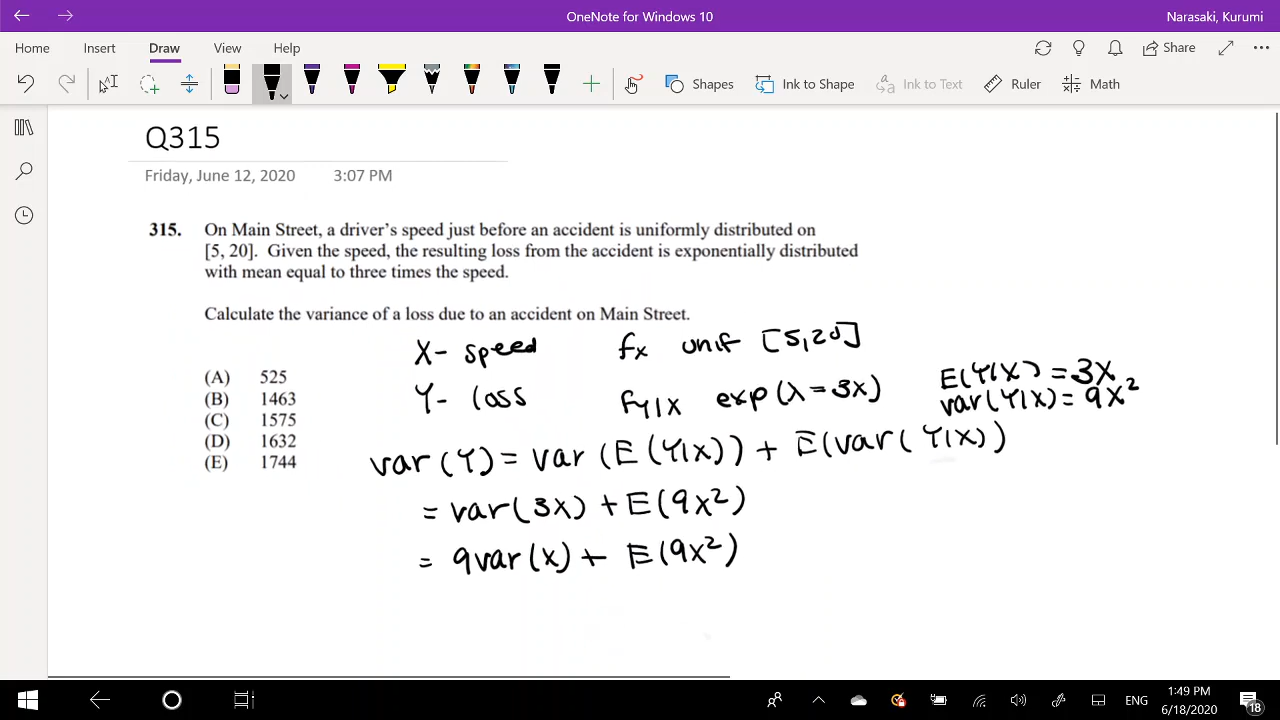 OneNote for Windows 10
Narasaki, Kurumi
Home Insert Draw View Help
Share
Shapes Ink to Shape Ink to Text Ruler Math
Q315
Friday, June 12, 2020 3:07 PM
315. On Main Street, a driver's speed just before an accident is uniformly distributed on
[5, 20]. Given the speed, the resulting loss from the accident is exponentially distributed
with mean equal to three times the speed.
Calculate the variance of a loss due to an accident on Main Street.
X- speed fx unif [5,20]
Y- loss fY|X exp(λ=3x)
E(Y|X) = 3X
var(Y|X) = 9X²
(A) 525
(B) 1463
(C) 1575
(D) 1632
(E) 1744
var(Y) = var(E(Y|X)) + E(var(Y|X))
= var(3x) + E(9x²)
= 9var(x) + E(9x²)
ENG
1:49 PM
6/18/2020
18